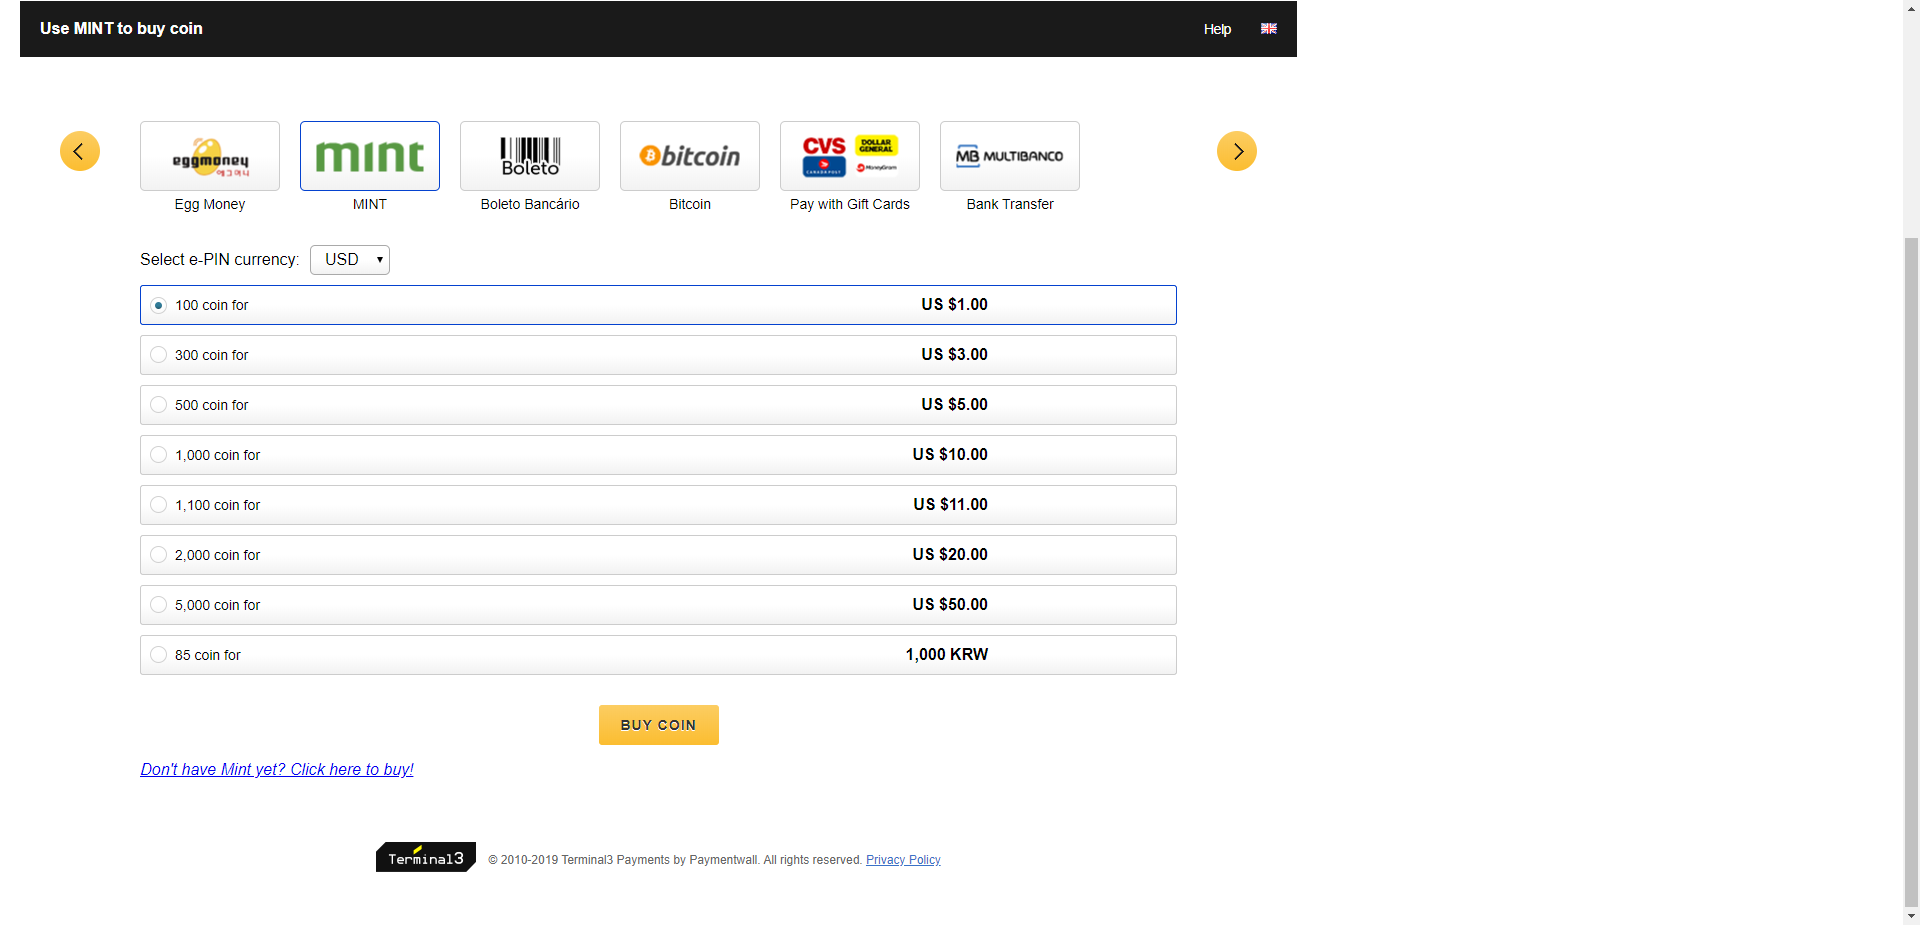 Use MINT to buy coin
Help
eggmoney
에그머니
mint
Boleto
bitcoin
CVS
DOLLAR GENERAL
CANADA POST
MoneyGram
MB MULTIBANCO
Egg Money
MINT
Boleto Bancário
Bitcoin
Pay with Gift Cards
Bank Transfer
Select e-PIN currency: USD
100 coin for US $1.00
300 coin for US $3.00
500 coin for US $5.00
1,000 coin for US $10.00
1,100 coin for US $11.00
2,000 coin for US $20.00
5,000 coin for US $50.00
85 coin for 1,000 KRW
BUY COIN
Don't have Mint yet? Click here to buy!
Terminal3 © 2010-2019 Terminal3 Payments by Paymentwall. All rights reserved. Privacy Policy